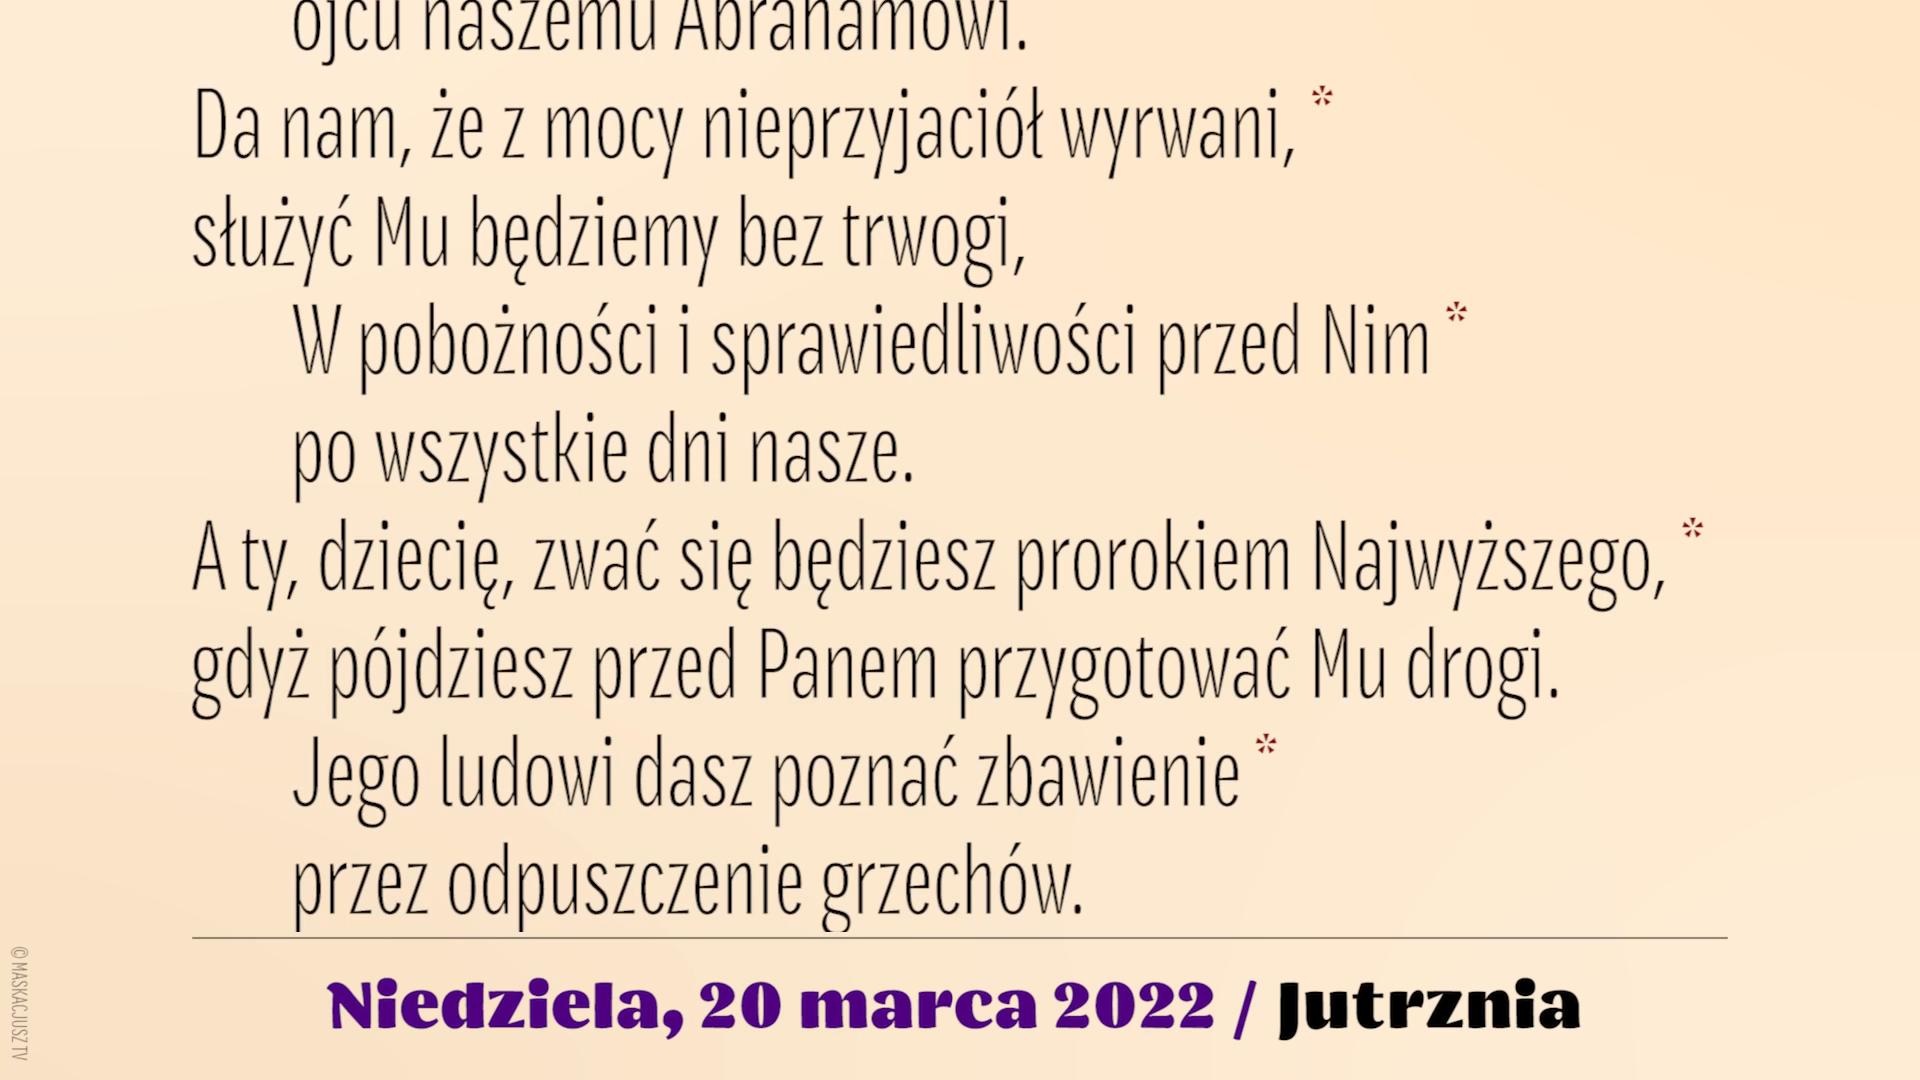 ojcu naszemu Abrahamowi.
Da nam, że z mocy nieprzyjaciół wyrwani, *
służyć Mu będziemy bez trwogi,
W pobożności i sprawiedliwości przed Nim *
po wszystkie dni nasze.
A ty, dziecię, zwać się będziesz prorokiem Najwyższego, *
gdyż pójdziesz przed Panem przygotować Mu drogi.
Jego ludowi dasz poznać zbawienie *
przez odpuszczenie grzechów.
Niedziela, 20 marca 2022 / Jutrznia
© MASKACJUSZ TV